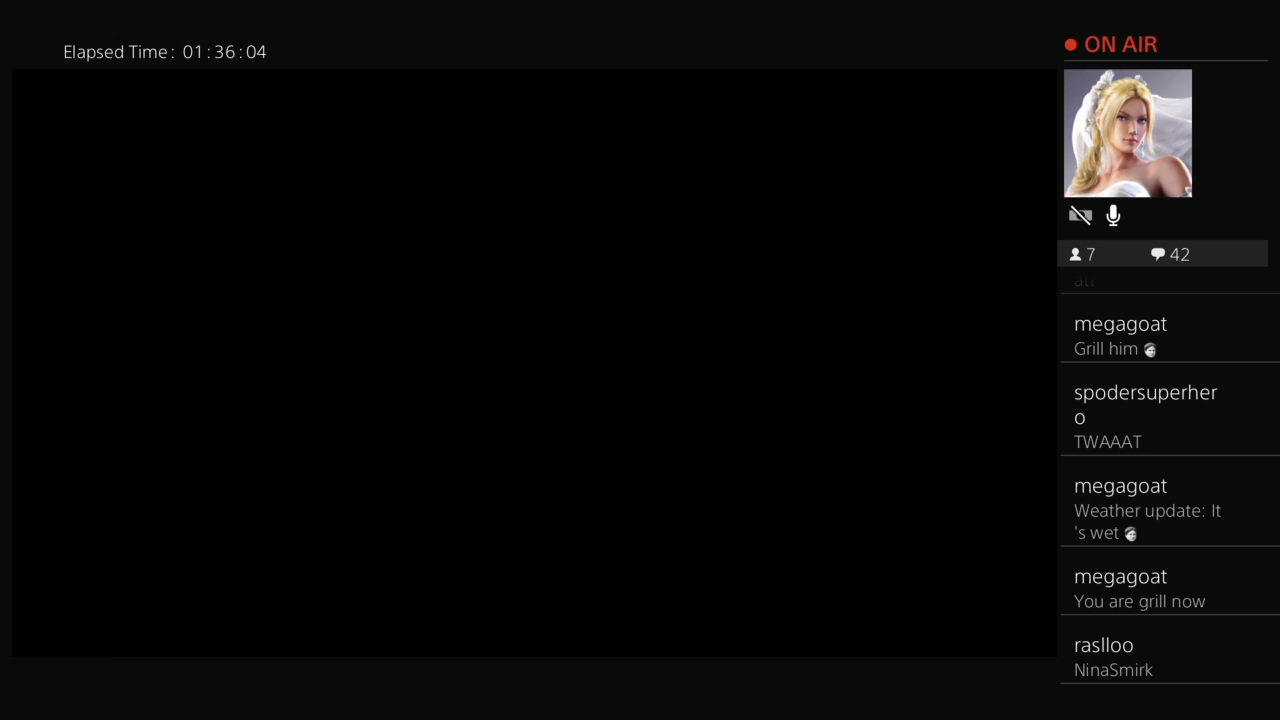 Elapsed Time: 01:36:04
ON AIR
7 42
megagoat
Grill him
spodersuperher
o
TWAAAT
megagoat
Weather update: It
's wet
megagoat
You are grill now
raslloo
NinaSmirk